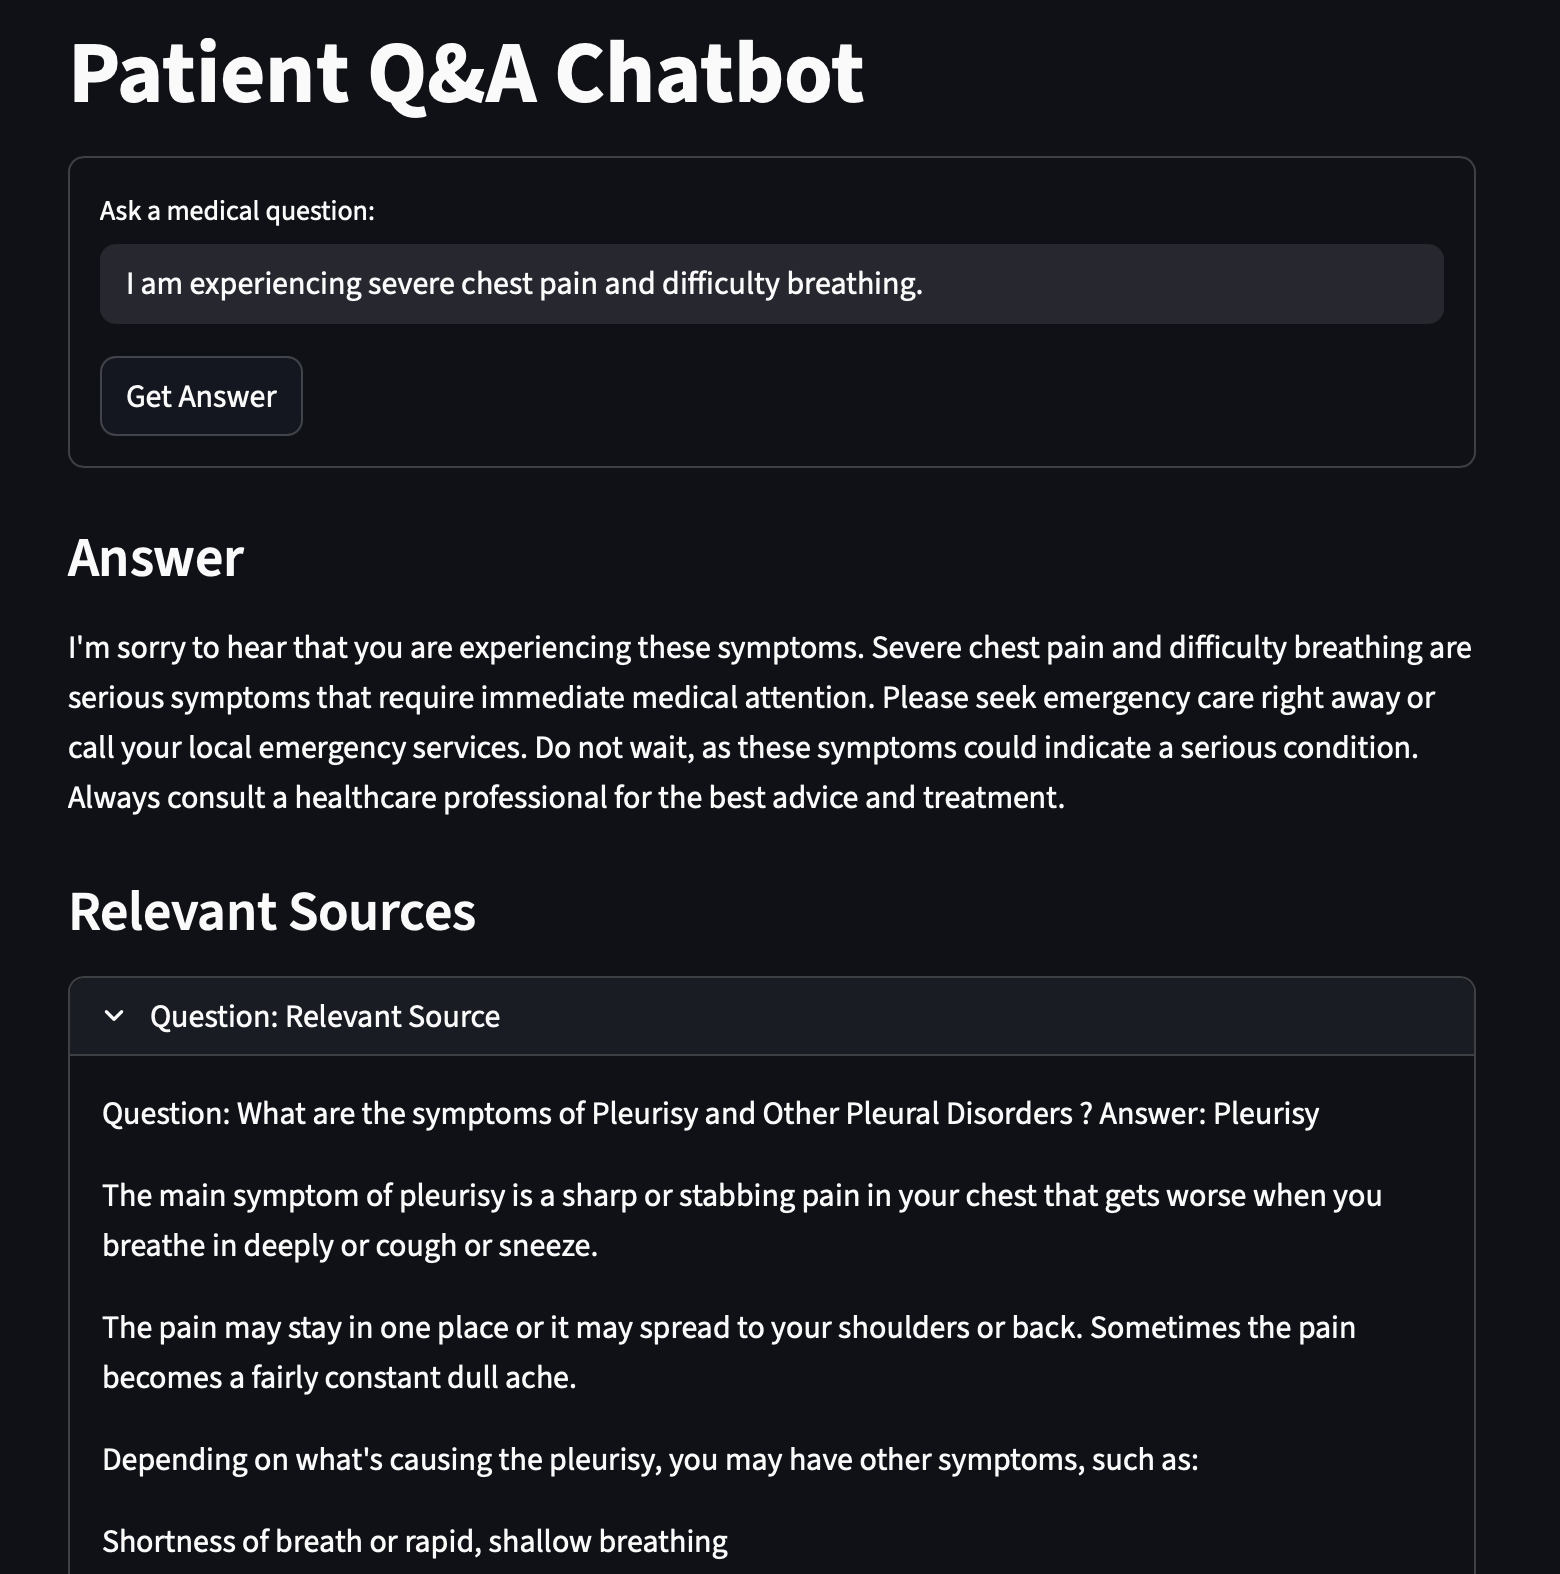 Patient Q&A Chatbot
Ask a medical question:
I am experiencing severe chest pain and difficulty breathing.
Get Answer
Answer
I'm sorry to hear that you are experiencing these symptoms. Severe chest pain and difficulty breathing are
serious symptoms that require immediate medical attention. Please seek emergency care right away or
call your local emergency services. Do not wait, as these symptoms could indicate a serious condition.
Always consult a healthcare professional for the best advice and treatment.
Relevant Sources
Question: Relevant Source
Question: What are the symptoms of Pleurisy and Other Pleural Disorders ? Answer: Pleurisy
The main symptom of pleurisy is a sharp or stabbing pain in your chest that gets worse when you
breathe in deeply or cough or sneeze.
The pain may stay in one place or it may spread to your shoulders or back. Sometimes the pain
becomes a fairly constant dull ache.
Depending on what's causing the pleurisy, you may have other symptoms, such as:
Shortness of breath or rapid, shallow breathing